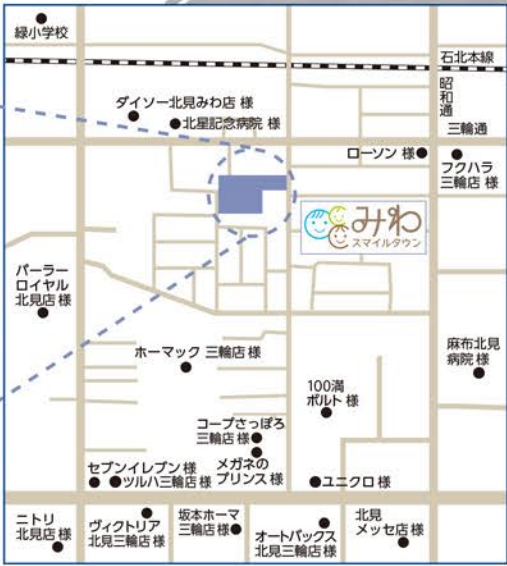 緑小学校
石北本線
昭和通
ダイソー北見みわ店 様
北星記念病院 様
三輪通
ローソン 様
フクハラ
三輪店 様
みわ
スマイルタウン
パーラー
ロイヤル
北見店 様
ホーマック 三輪店 様
麻布北見
病院 様
100満
ボルト 様
コープさっぽろ
三輪店 様
メガネの
プリンス 様
セブンイレブン 様
ツルハ三輪店 様
ユニクロ 様
ニトリ
北見店 様
ヴィクトリア
北見三輪店 様
坂本ホーマ
三輪店 様
オートバックス
北見三輪店 様
北見
メッセ店 様